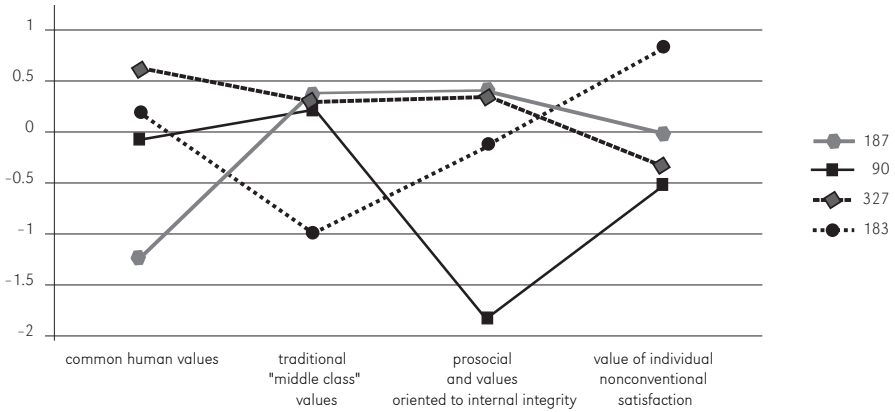 1
0.5
0
–0.5
–1
–1.5
–2
common human values
traditional
"middle class"
values
prosocial
and values
oriented to internal integrity
value of individual
nonconventional
satisfaction
187
90
327
183